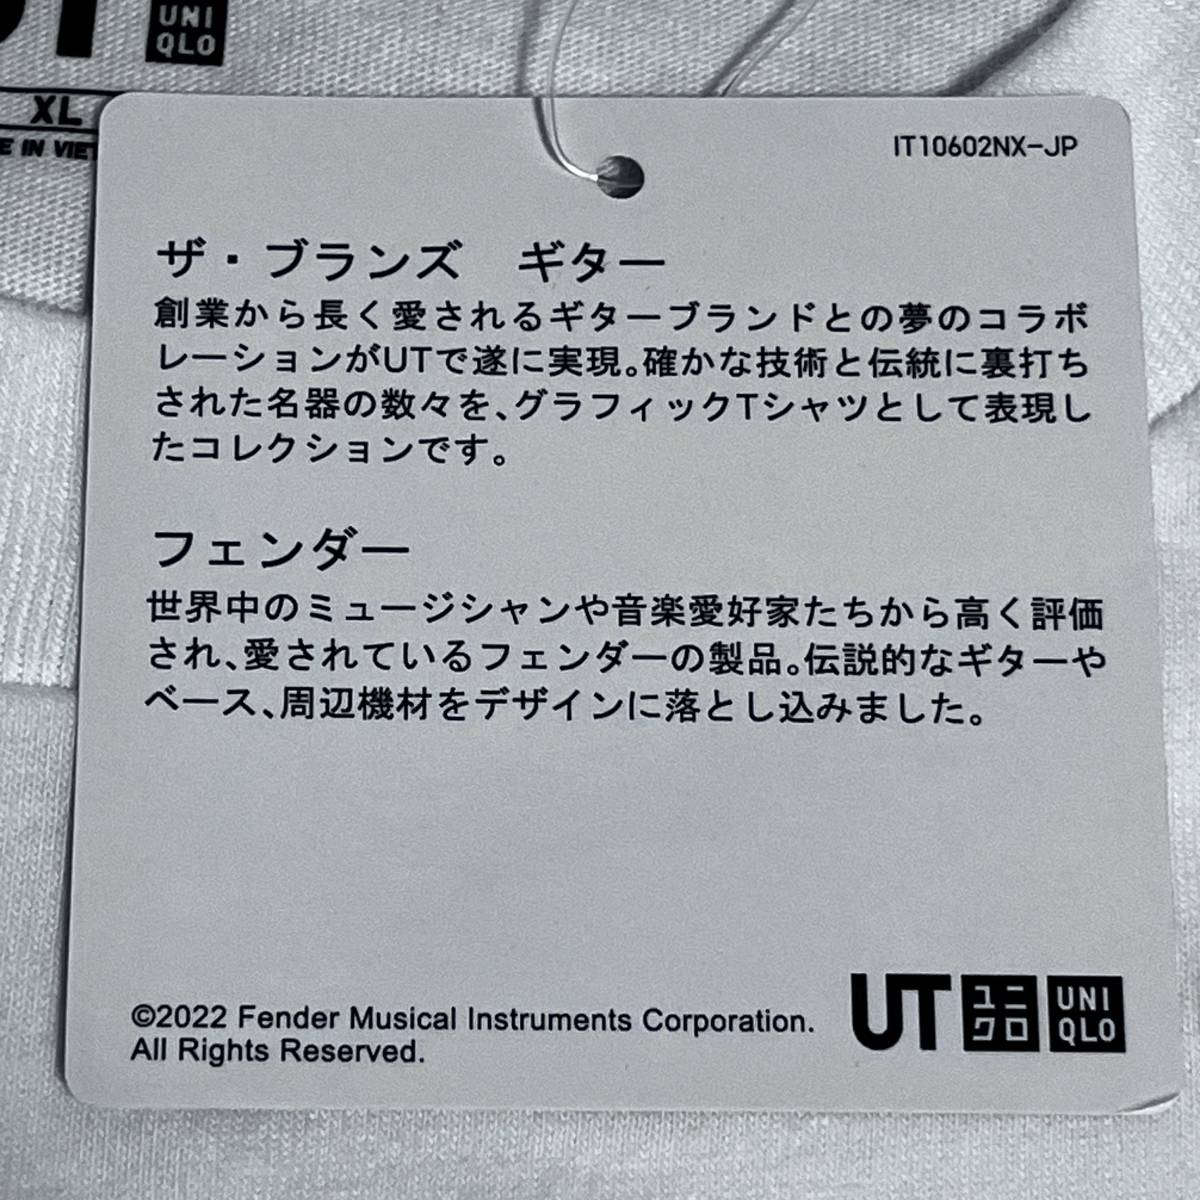 UNI
QLO
XL
IN
IT10602NX-JP
ザ・ブランズ ギター
創業から長く愛されるギターブランドとの夢のコラボ
レーションがUTで遂に実現。確かな技術と伝統に裏打ち
された名器の数々を、グラフィックTシャツとして表現し
たコレクションです。
フェンダー
世界中のミュージシャンや音楽愛好家たちから高く評価
され、愛されているフェンダーの製品。伝説的なギターや
ベース、周辺機材をデザインに落とし込みました。
©2022 Fender Musical Instruments Corporation.
All Rights Reserved.
UT ユニクロ UNIQLO